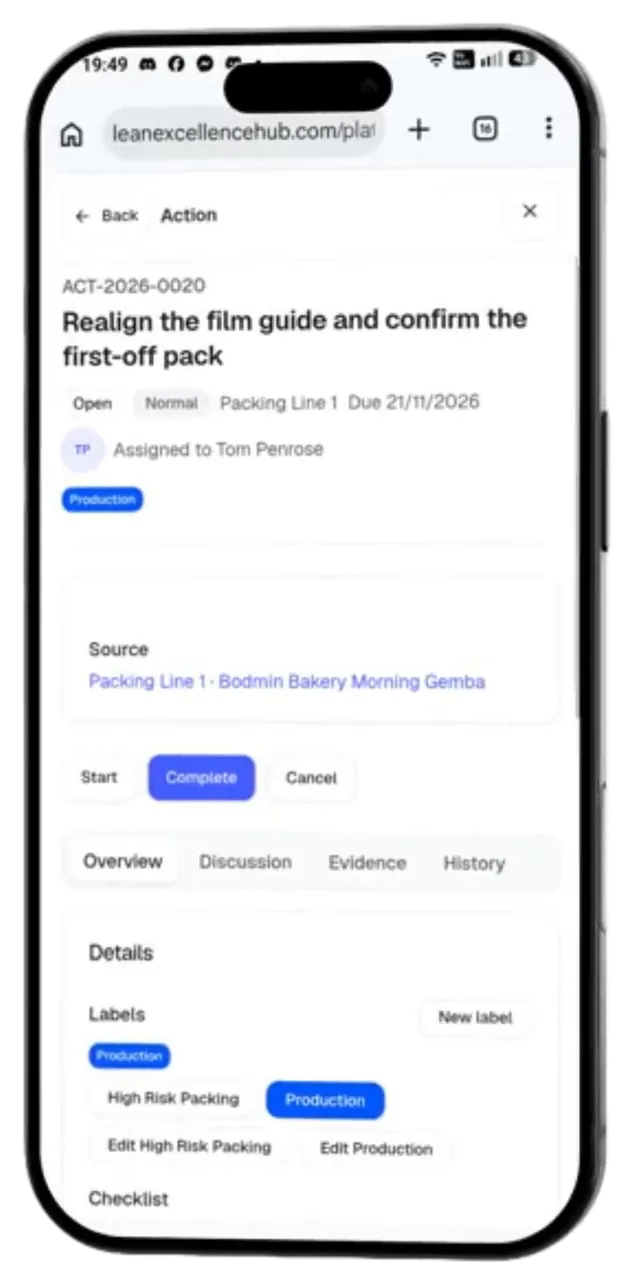 19:49
leanexcellencehub.com/plat
16
43
← Back Action
ACT-2026-0020
Realign the film guide and confirm the
first-off pack
Open Normal Packing Line 1 Due 21/11/2026
TP Assigned to Tom Penrose
Production
Source
Packing Line 1 · Bodmin Bakery Morning Gemba
Start Complete Cancel
Overview Discussion Evidence History
Details
Labels New label
Production
High Risk Packing Production
Edit High Risk Packing Edit Production
Checklist